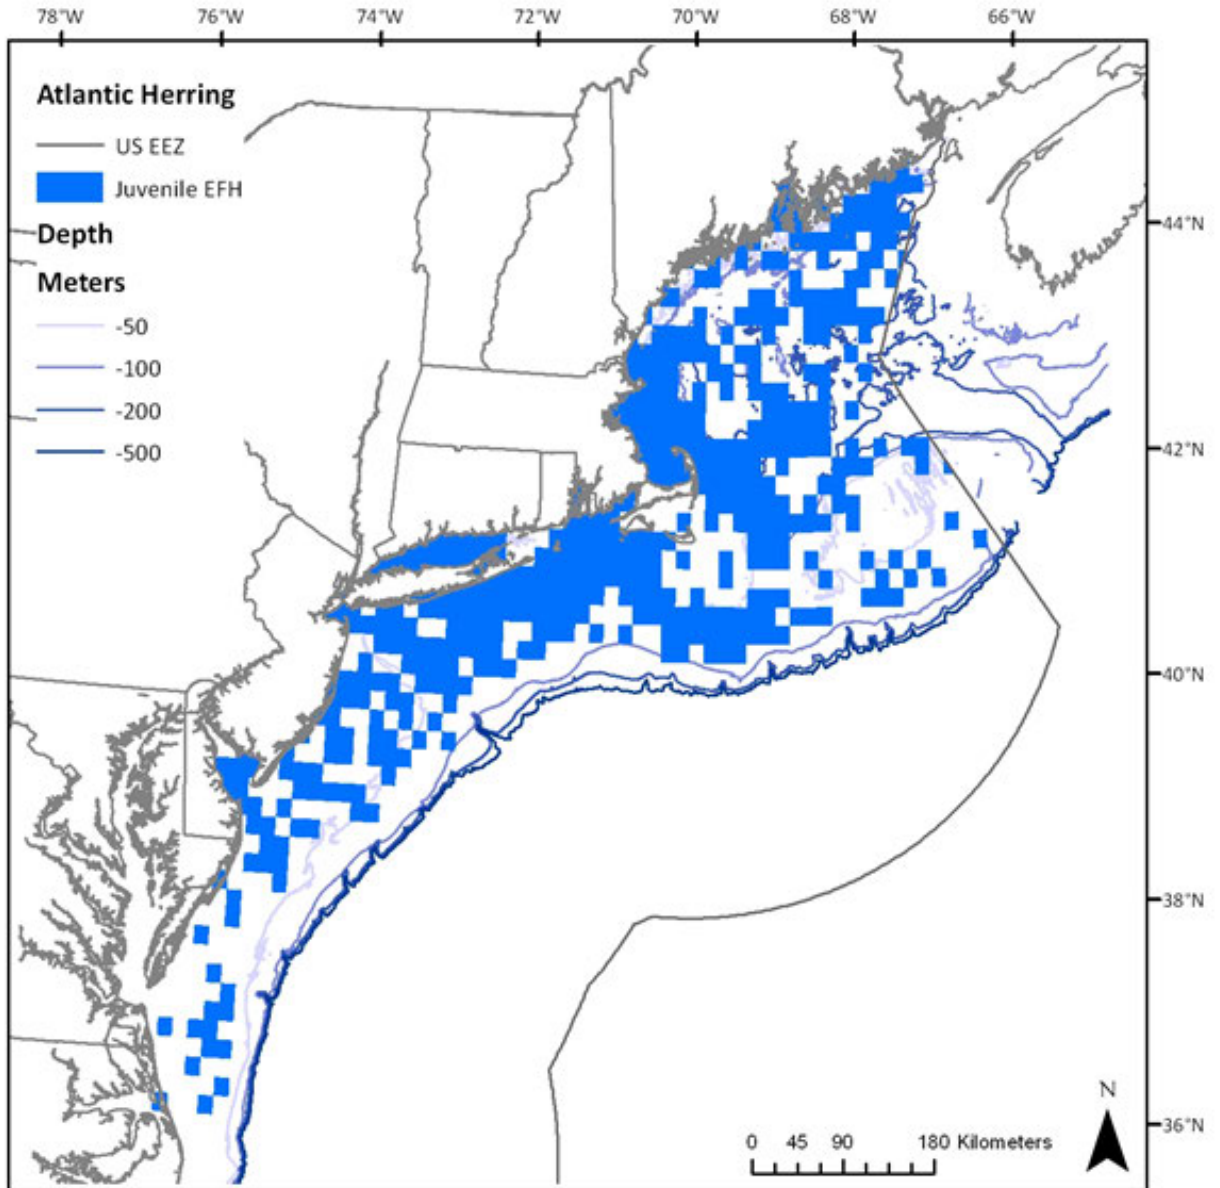 78°W 76°W 74°W 72°W 70°W 68°W 66°W
Atlantic Herring
US EEZ
Juvenile EFH
Depth
Meters
-50
-100
-200
-500
44°N
42°N
40°N
38°N
36°N
N
0 45 90 180 Kilometers